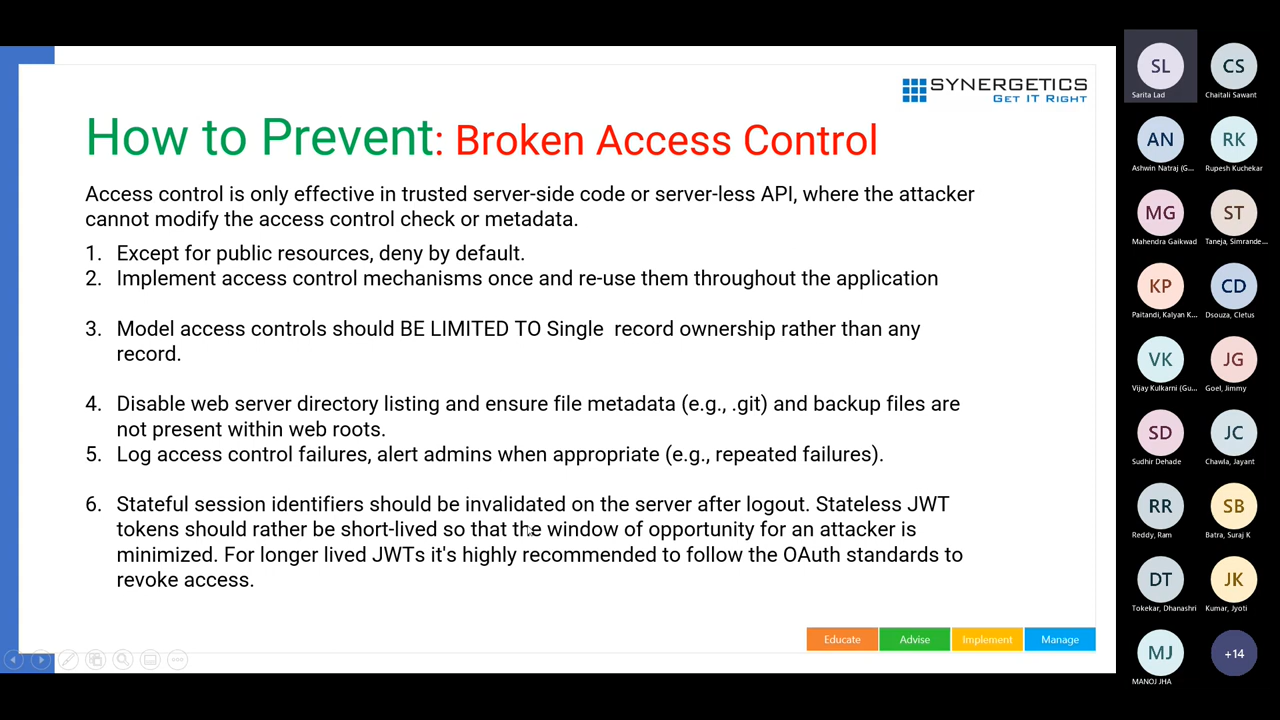 SYNERGETICS
GET IT RIGHT
How to Prevent: Broken Access Control
Access control is only effective in trusted server-side code or server-less API, where the attacker
cannot modify the access control check or metadata.
1. Except for public resources, deny by default.
2. Implement access control mechanisms once and re-use them throughout the application
3. Model access controls should BE LIMITED TO Single record ownership rather than any
record.
4. Disable web server directory listing and ensure file metadata (e.g., .git) and backup files are
not present within web roots.
5. Log access control failures, alert admins when appropriate (e.g., repeated failures).
6. Stateful session identifiers should be invalidated on the server after logout. Stateless JWT
tokens should rather be short-lived so that the window of opportunity for an attacker is
minimized. For longer lived JWTs it's highly recommended to follow the OAuth standards to
revoke access.
Educate Advise Implement Manage
SL CS
Sarita Lad Chaitali Sawant
AN RK
Ashwin Natraj (G... Rupesh Kuchekar
MG ST
Mahendra Gaikwad Taneja, Simrande...
KP CD
Paitandi, Kalyan K... Dsouza, Cletus
VK JG
Vijay Kulkarni (Gu... Goel, Jimmy
SD JC
Sudhir Dehade Chawla, Jayant
RR SB
Reddy, Ram Batra, Suraj K
DT JK
Tokekar, Dhanashri Kumar, Jyoti
MJ +14
MANOJ JHA